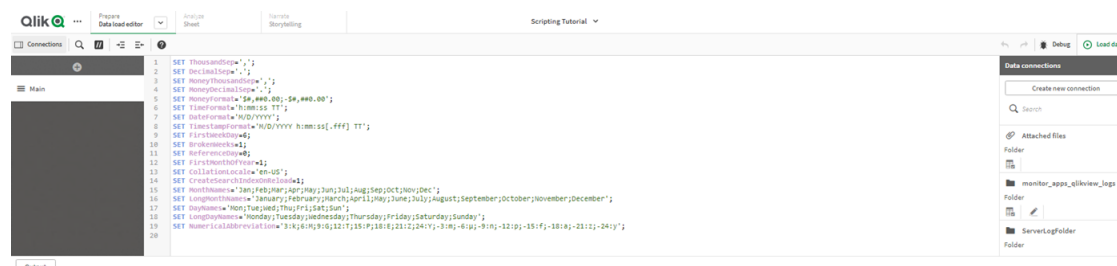 Qlik
Prepare
Data load editor
Analyze
Sheet
Narrate
Storytelling
Scripting Tutorial
Connections
Debug
Load da
Main
1 SET ThousandSep=',';
2 SET DecimalSep='.';
3 SET MoneyThousandSep=',';
4 SET MoneyDecimalSep='.';
5 SET MoneyFormat='$#,##0.00;-$#,##0.00';
6 SET TimeFormat='h:mm:ss TT';
7 SET DateFormat='M/D/YYYY';
8 SET TimestampFormat='M/D/YYYY h:mm:ss[.fff] TT';
9 SET FirstWeekDay=6;
10 SET BrokenWeeks=1;
11 SET ReferenceDay=0;
12 SET FirstMonthOfYear=1;
13 SET CollationLocale='en-US';
14 SET CreateSearchIndexOnReload=1;
15 SET MonthNames='Jan;Feb;Mar;Apr;May;Jun;Jul;Aug;Sep;Oct;Nov;Dec';
16 SET LongMonthNames='January;February;March;April;May;June;July;August;September;October;November;December';
17 SET DayNames='Mon;Tue;Wed;Thu;Fri;Sat;Sun';
18 SET LongDayNames='Monday;Tuesday;Wednesday;Thursday;Friday;Saturday;Sunday';
19 SET NumericalAbbreviation='3:k;6:M;9:G;12:T;15:P;18:E;21:Z;24:Y;-3:m;-6:μ;-9:n;-12:p;-15:f;-18:a;-21:z;-24:y';
20
Data connections
Create new connection
Search
Attached files
Folder
monitor_apps_qlikview_logs
Folder
ServerLogFolder
Folder